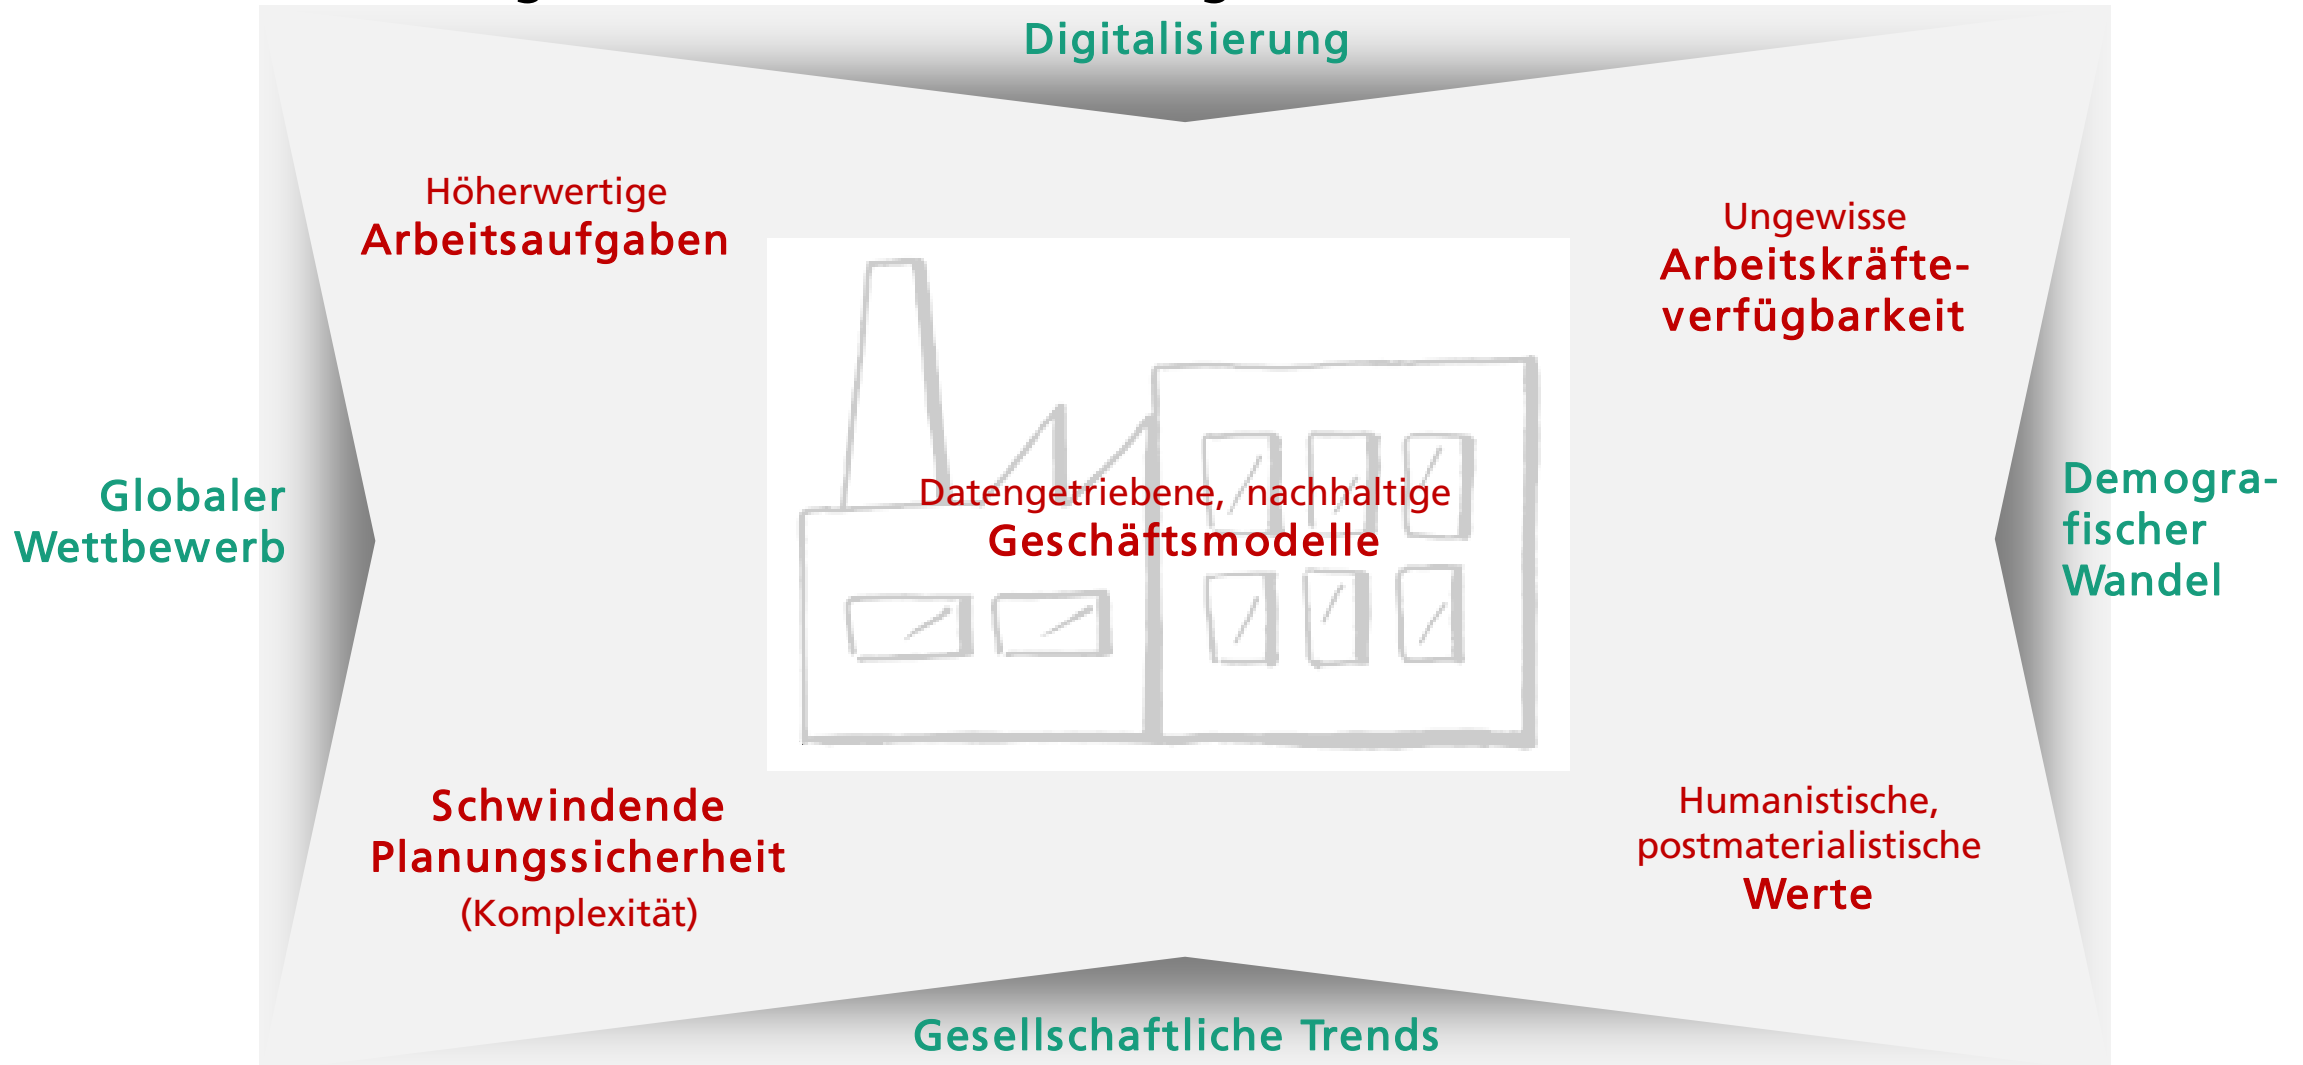 Digitalisierung
Höherwertige
Arbeitsaufgaben
Ungewisse
Arbeitskräfte-
verfügbarkeit
Globaler
Wettbewerb
Datengetriebene, nachhaltige
Geschäftsmodelle
Demogra-
fischer
Wandel
Schwindende
Planungssicherheit
(Komplexität)
Humanistische,
postmaterialistische
Werte
Gesellschaftliche Trends